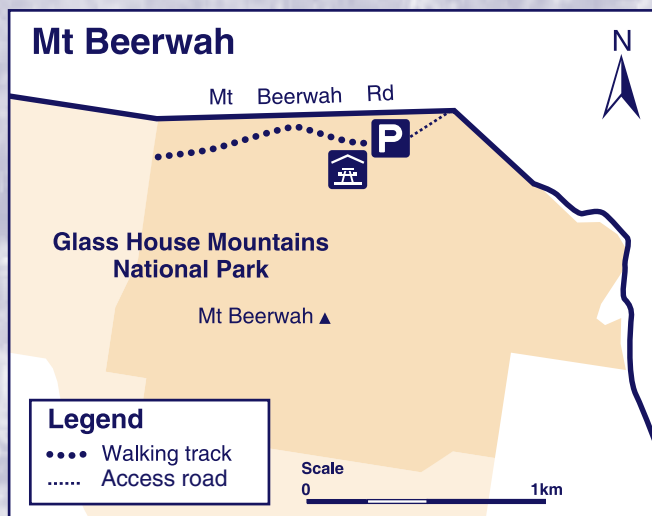 Mt Beerwah
N
Mt Beerwah Rd
P
Glass House Mountains
National Park
Mt Beerwah
Legend
Walking track
Access road
Scale
0 1km